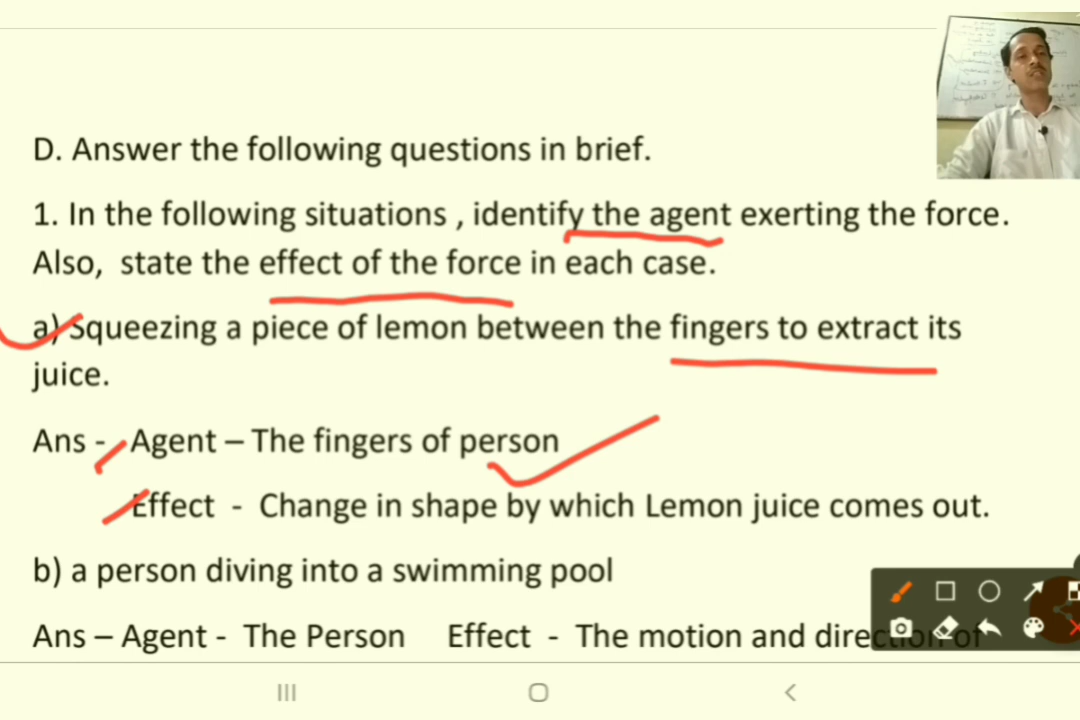 D. Answer the following questions in brief.
1. In the following situations , identify the agent exerting the force.
Also, state the effect of the force in each case.
a) Squeezing a piece of lemon between the fingers to extract its
juice.
Ans - Agent – The fingers of person
Effect - Change in shape by which Lemon juice comes out.
b) a person diving into a swimming pool
Ans – Agent - The Person Effect - The motion and direction of